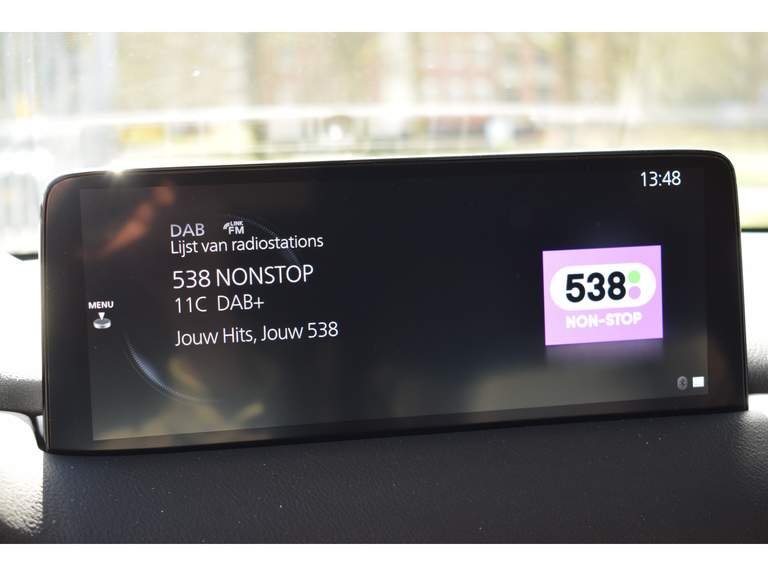 13:48
DAB LINK FM
Lijst van radiostations
538 NONSTOP
11C DAB+
Jouw Hits, Jouw 538
MENU
538
NON-STOP